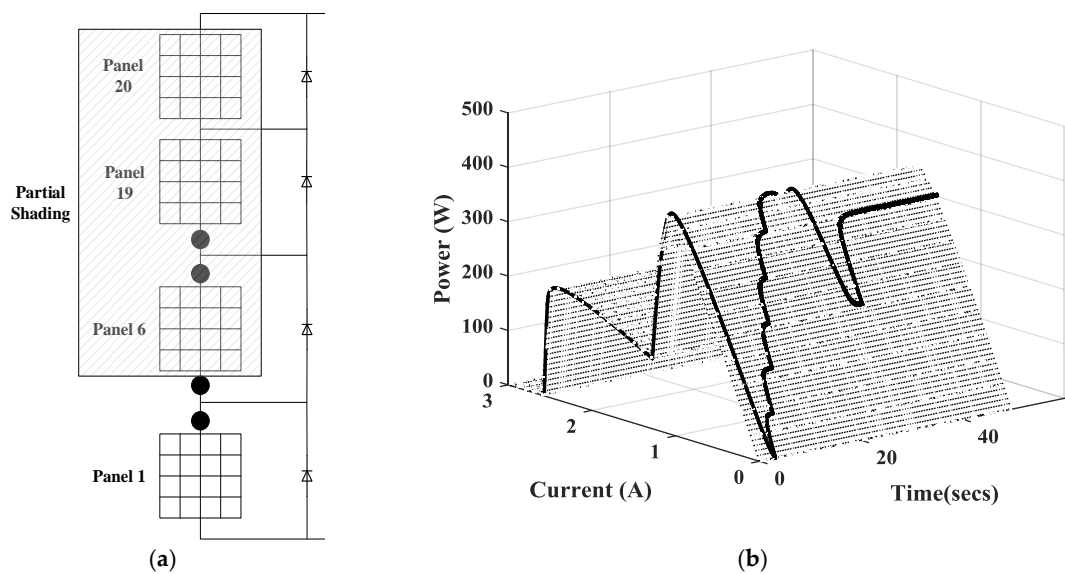 Panel
20
Panel
19
Partial
Shading
Panel 6
Panel 1
(a)
500
400
300
200
100
0
Power (W)
3
2
1
0
Current (A)
0
20
40
Time(secs)
(b)